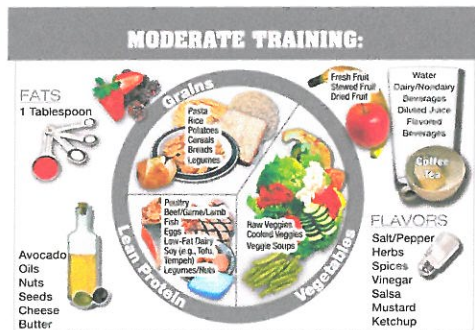 MODERATE TRAINING:
FATS
1 Tablespoon
Grains
Pasta
Rice
Potatoes
Cereals
Breads
Legumes
Fresh Fruit
Stewed Fruit
Dried Fruit
Water
Dairy/Nondairy
Beverages
Diluted Juice
Flavored
Beverages
Coffee
Tea
Lean Protein
Poultry
Beef/Game/Lamb
Fish
Eggs
Low-Fat Dairy
Soy (e.g., Tofu,
Tempeh)
Legumes/Nuts
Vegetables
Raw Veggies
Cooked Veggies
Veggie Soups
Avocado
Oils
Nuts
Seeds
Cheese
Butter
FLAVORS
Salt/Pepper
Herbs
Spices
Vinegar
Salsa
Mustard
Ketchup